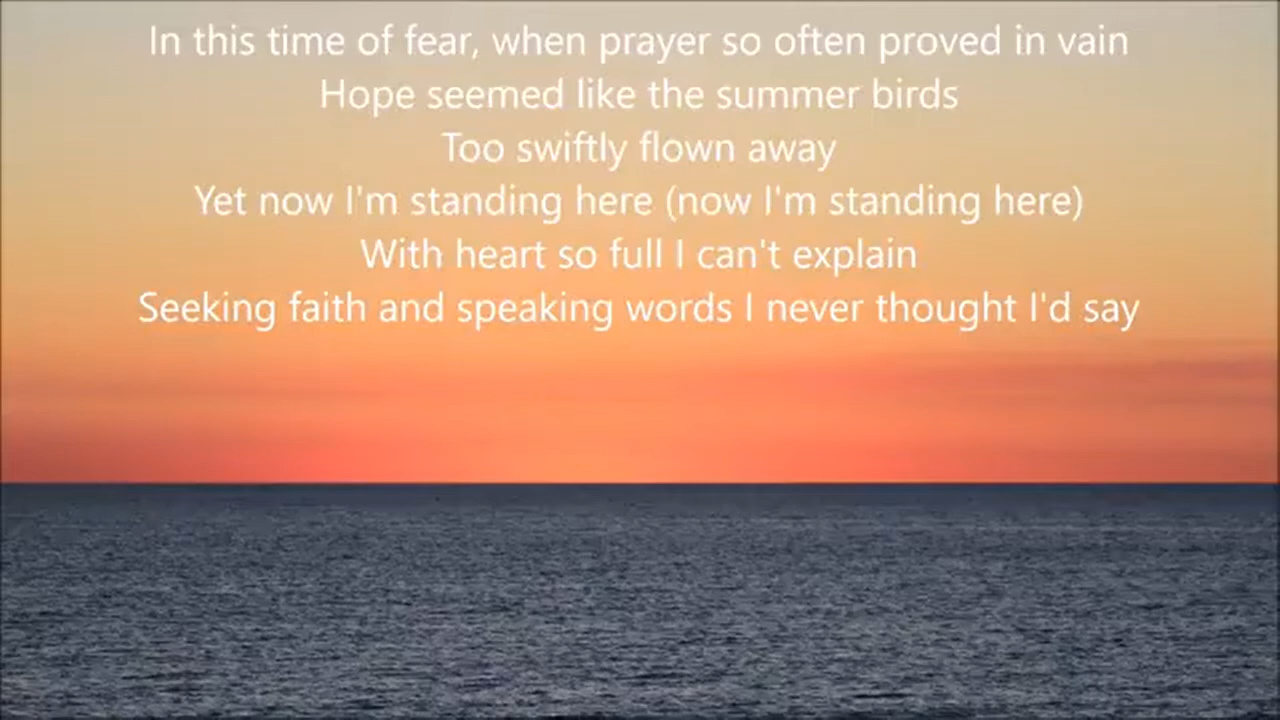 In this time of fear, when prayer so often proved in vain
Hope seemed like the summer birds
Too swiftly flown away
Yet now I'm standing here (now I'm standing here)
With heart so full I can't explain
Seeking faith and speaking words I never thought I'd say